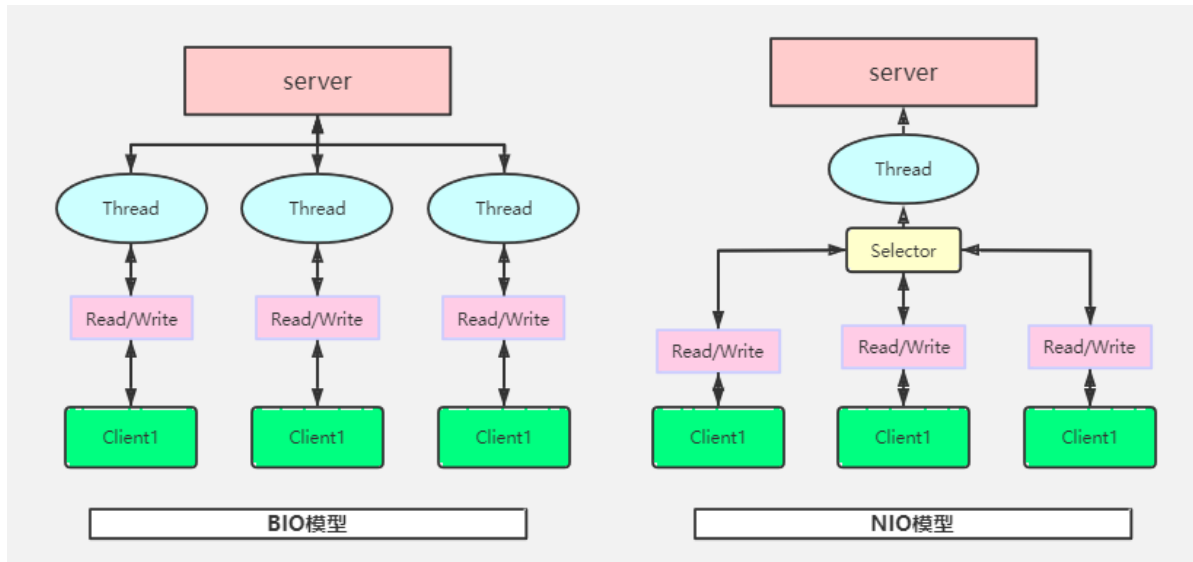 server
Thread
Thread
Thread
Read/Write
Read/Write
Read/Write
Client1
Client1
Client1
BIO模型
server
Thread
Selector
Read/Write
Read/Write
Read/Write
Client1
Client1
Client1
NIO模型